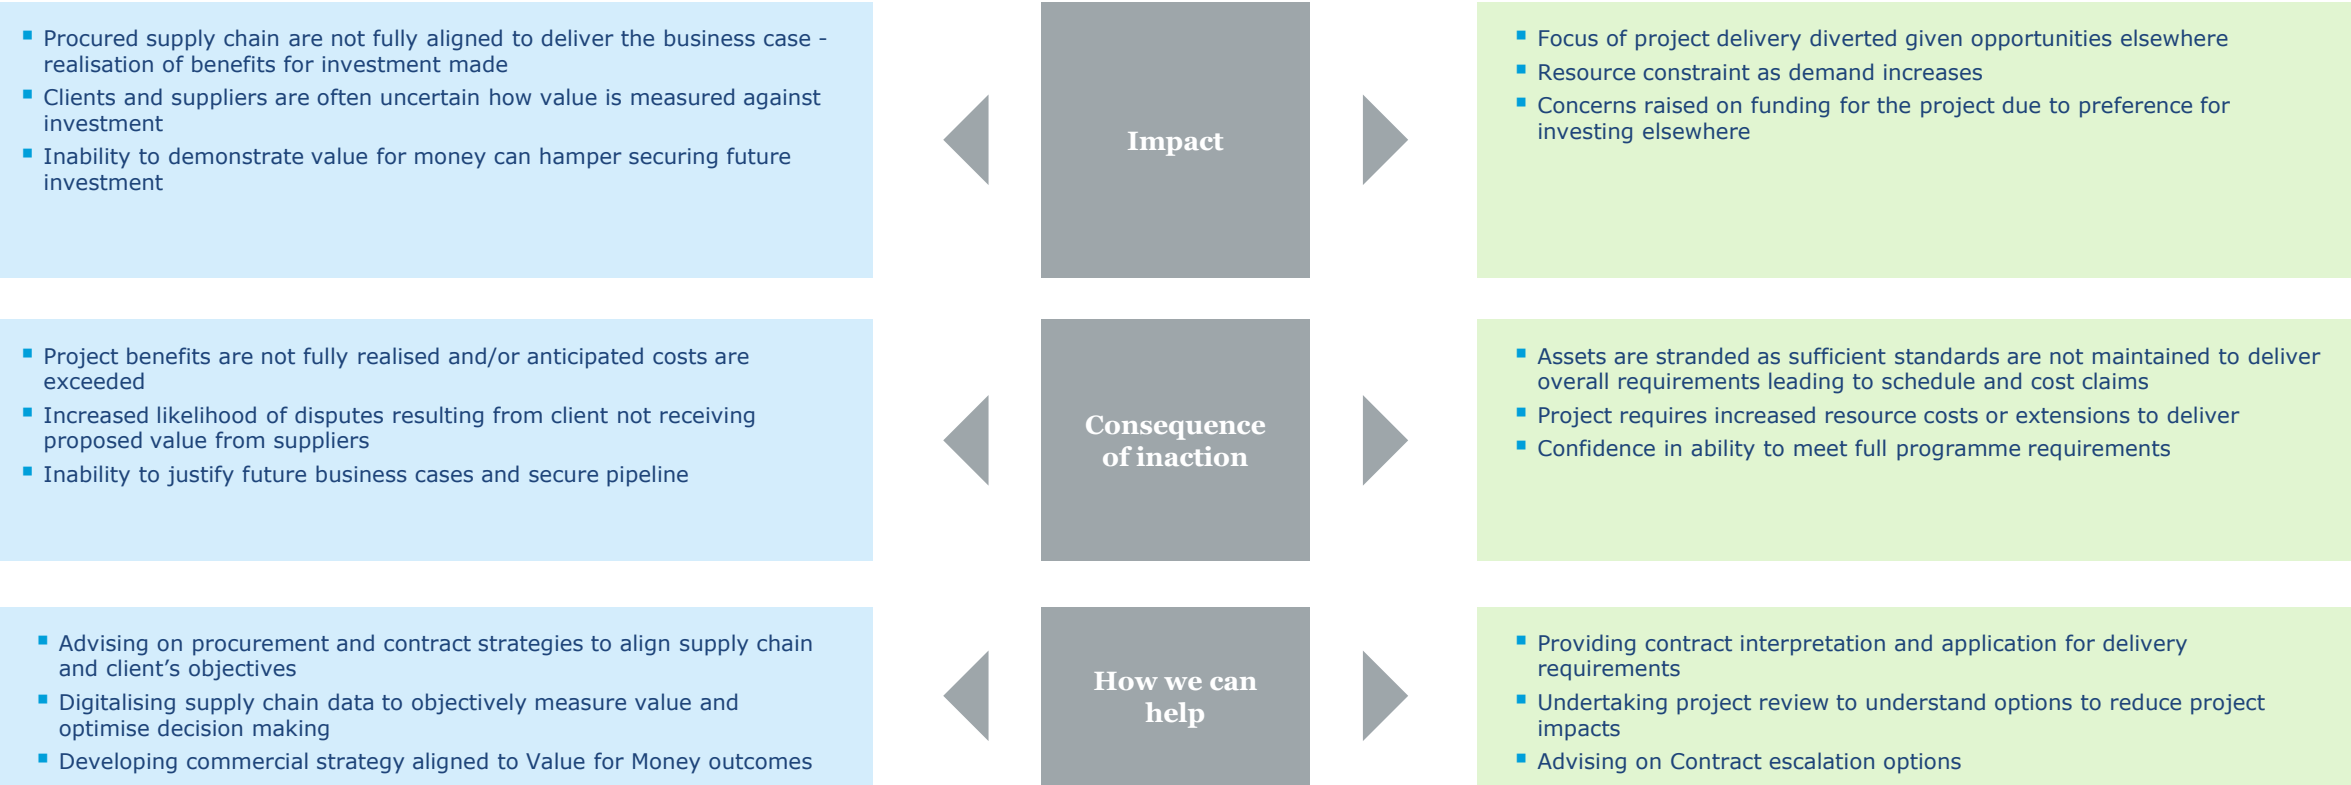 Procured supply chain are not fully aligned to deliver the business case -
realisation of benefits for investment made
Clients and suppliers are often uncertain how value is measured against
investment
Inability to demonstrate value for money can hamper securing future
investment
Impact
Focus of project delivery diverted given opportunities elsewhere
Resource constraint as demand increases
Concerns raised on funding for the project due to preference for
investing elsewhere
Project benefits are not fully realised and/or anticipated costs are
exceeded
Increased likelihood of disputes resulting from client not receiving
proposed value from suppliers
Inability to justify future business cases and secure pipeline
Consequence
of inaction
Assets are stranded as sufficient standards are not maintained to deliver
overall requirements leading to schedule and cost claims
Project requires increased resource costs or extensions to deliver
Confidence in ability to meet full programme requirements
Advising on procurement and contract strategies to align supply chain
and client's objectives
Digitalising supply chain data to objectively measure value and
optimise decision making
Developing commercial strategy aligned to Value for Money outcomes
How we can
help
Providing contract interpretation and application for delivery
requirements
Undertaking project review to understand options to reduce project
impacts
Advising on Contract escalation options